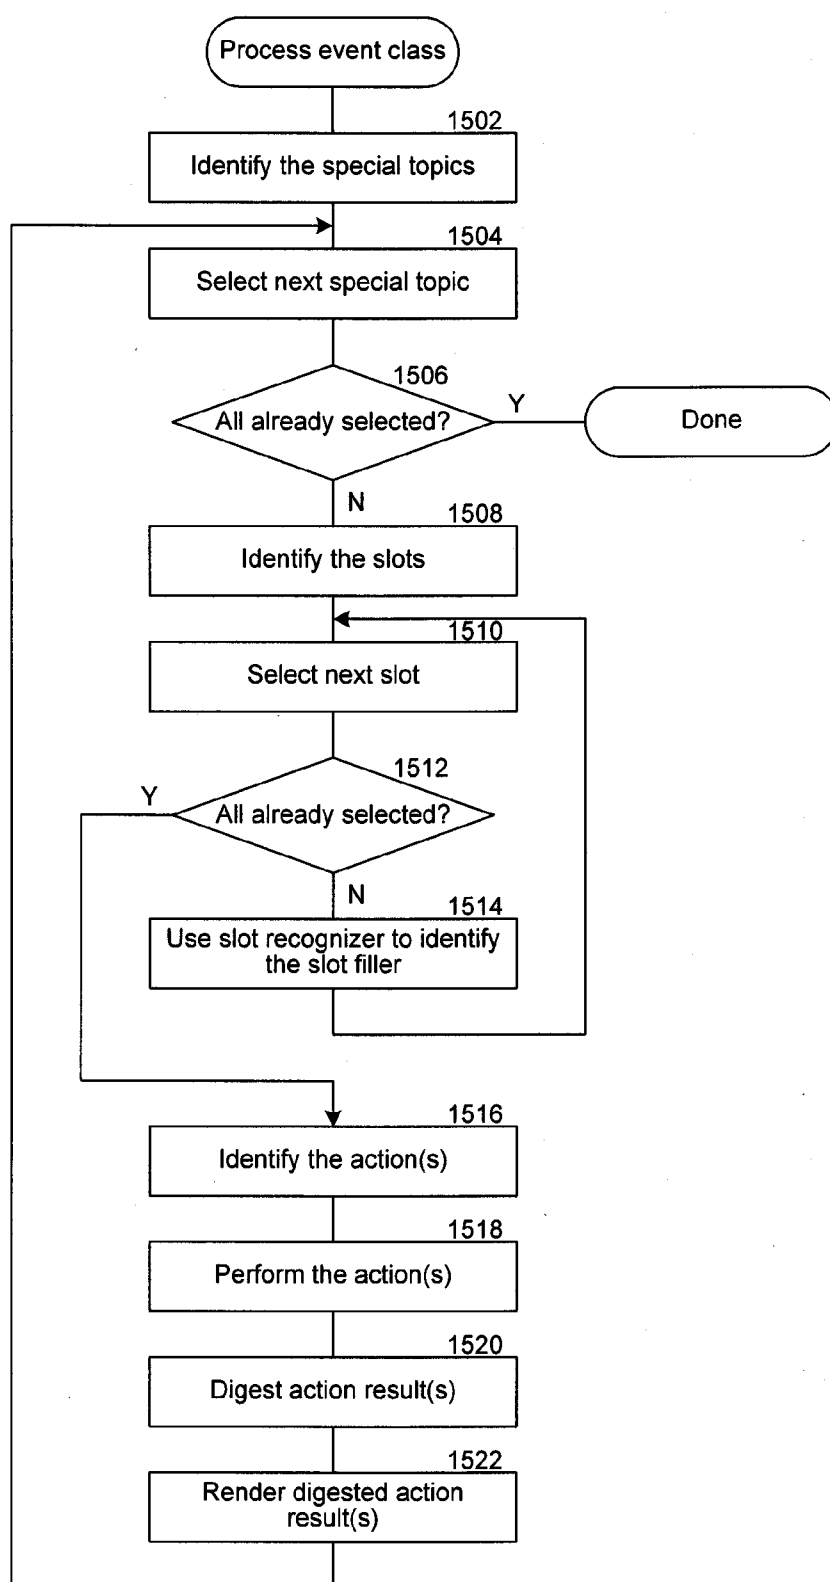 Process event class
1502
Identify the special topics
1504
Select next special topic
1506
All already selected?
Y
Done
N
1508
Identify the slots
1510
Select next slot
1512
Y
All already selected?
N
1514
Use slot recognizer to identify
the slot filler
1516
Identify the action(s)
1518
Perform the action(s)
1520
Digest action result(s)
1522
Render digested action
result(s)